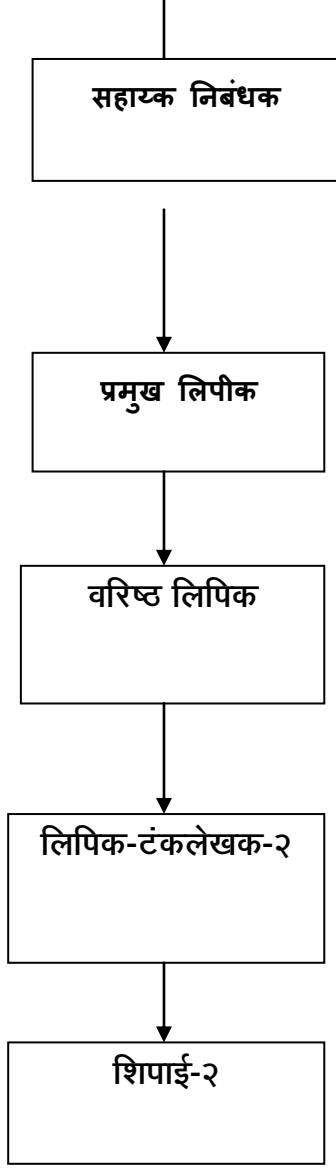 सहाय्क निबंधक
प्रमुख लिपीक
वरिष्ठ लिपिक
लिपिक-टंकलेखक-२
शिपाई-२